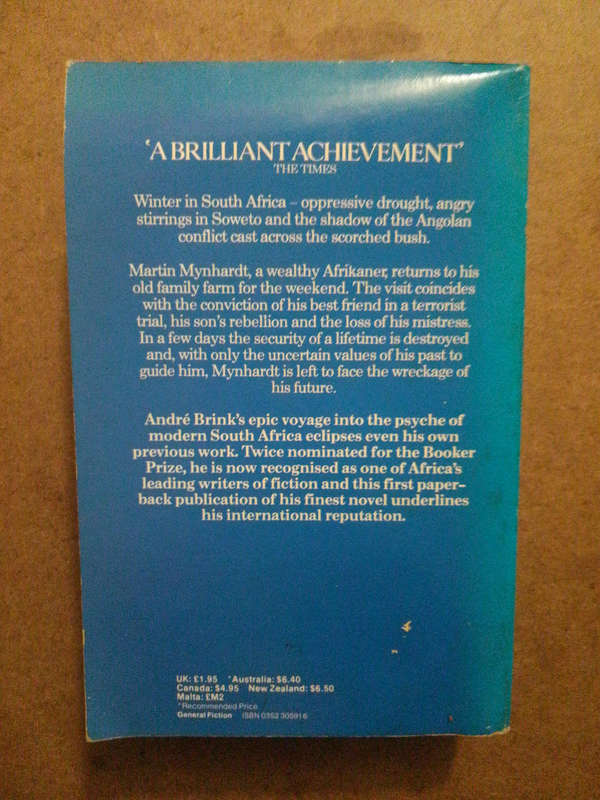 ‘A BRILLIANT ACHIEVEMENT’
THE TIMES
Winter in South Africa – oppressive drought, angry
stirrings in Soweto and the shadow of the Angolan
conflict cast across the scorched bush.
Martin Mynhardt, a wealthy Afrikaner, returns to his
old family farm for the weekend. The visit coincides
with the conviction of his best friend in a terrorist
trial, his son's rebellion and the loss of his mistress.
In a few days the security of a lifetime is destroyed
and, with only the uncertain values of his past to
guide him, Mynhardt is left to face the wreckage of
his future.
André Brink's epic voyage into the psyche of
modern South Africa eclipses even his own
previous work. Twice nominated for the Booker
Prize, he is now recognised as one of Africa's
leading writers of fiction and this first paper-
back publication of his finest novel underlines
his international reputation.
UK: £1.95 *Australia: $6.40
Canada: $4.95 New Zealand: $6.50
Malta: £M2
*Recommended Price
General Fiction ISBN 0352 305916